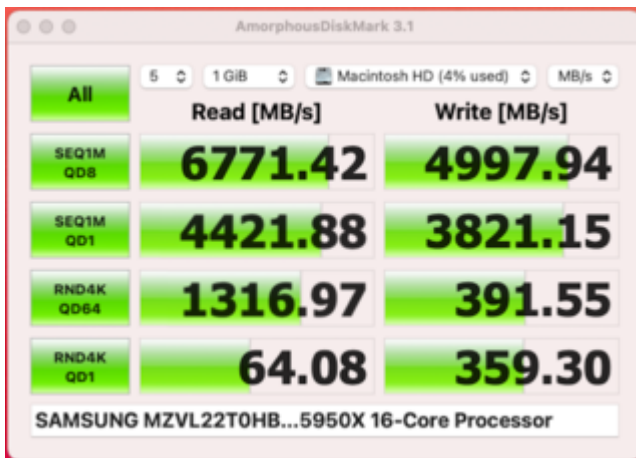 AmorphousDiskMark 3.1
All
5 1 GiB Macintosh HD (4% used) MB/s
Read [MB/s] Write [MB/s]
SEQ1M
QD8
6771.42 4997.94
SEQ1M
QD1
4421.88 3821.15
RND4K
QD64
1316.97 391.55
RND4K
QD1
64.08 359.30
SAMSUNG MZVL22T0HB...5950X 16-Core Processor